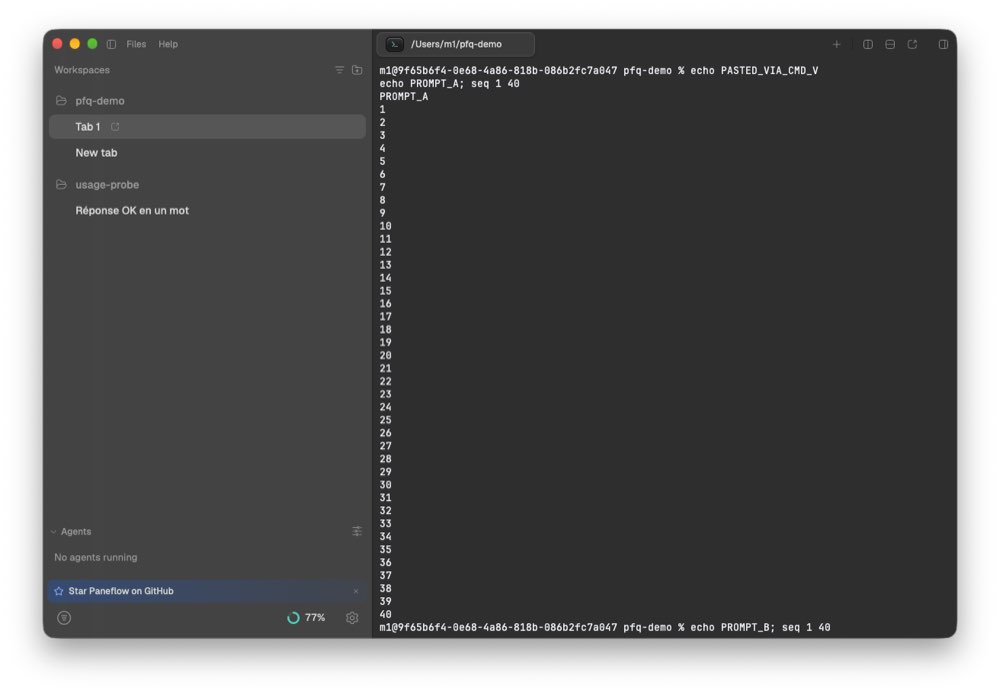 Files Help
Workspaces
pfq-demo
Tab 1
New tab
usage-probe
Réponse OK en un mot
Agents
No agents running
Star Paneflow on GitHub
77%
/Users/m1/pfq-demo
m1@9f65b6f4-0e68-4a86-818b-086b2fc7a047 pfq-demo % echo PASTED_VIA_CMD_V
echo PROMPT_A; seq 1 40
PROMPT_A
1
2
3
4
5
6
7
8
9
10
11
12
13
14
15
16
17
18
19
20
21
22
23
24
25
26
27
28
29
30
31
32
33
34
35
36
37
38
39
40
m1@9f65b6f4-0e68-4a86-818b-086b2fc7a047 pfq-demo % echo PROMPT_B; seq 1 40